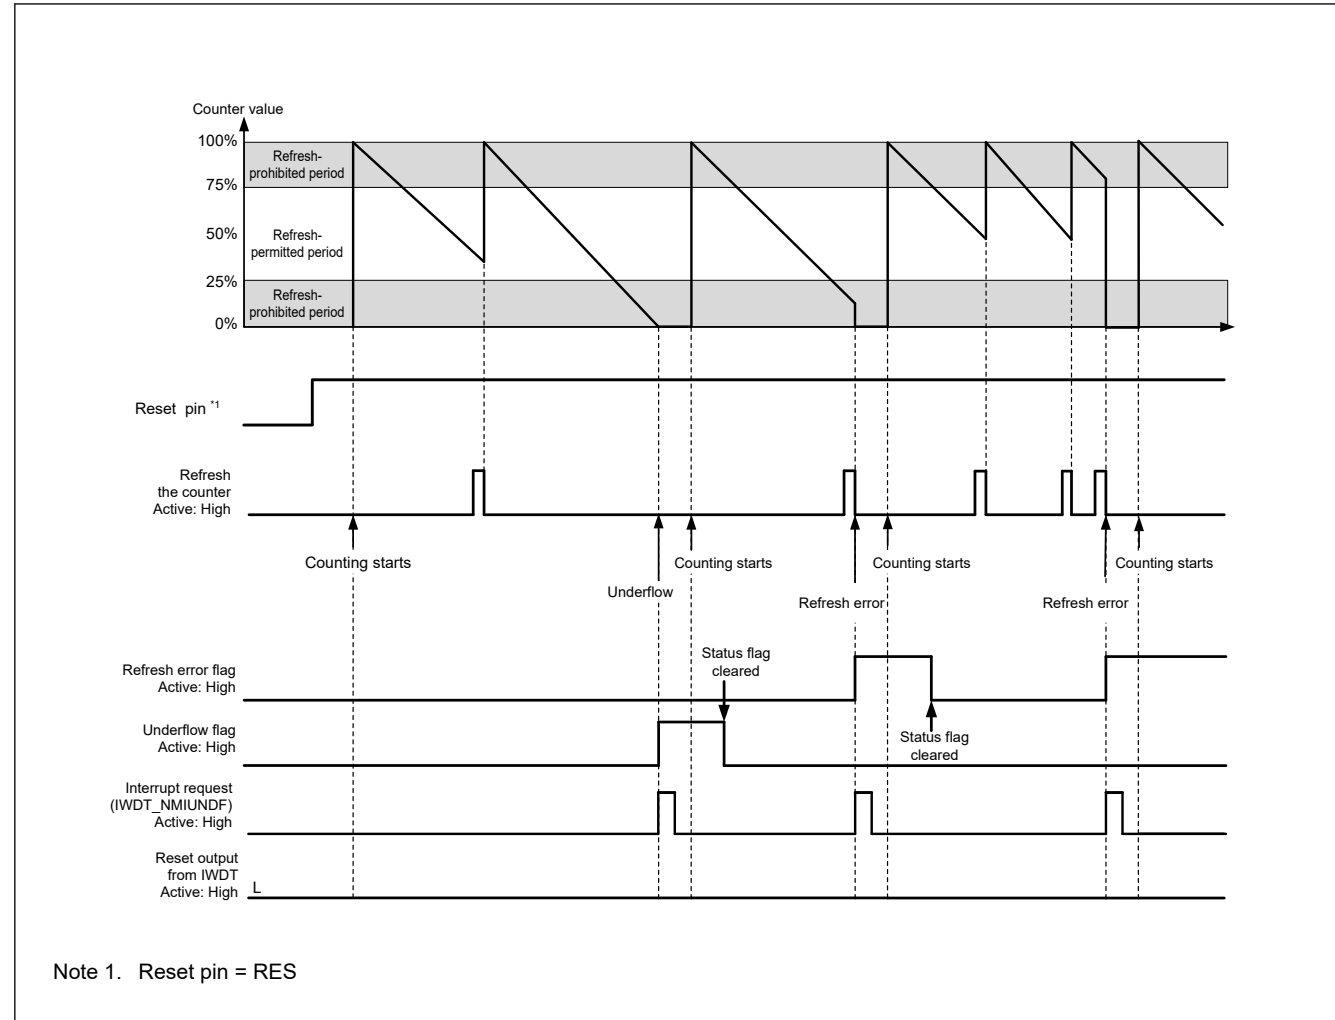 Counter value
100%
Refresh-
prohibited period
75%
50%
Refresh-
permitted period
25%
Refresh-
prohibited period
0%
Reset pin *1
Refresh
the counter
Active: High
Counting starts
Counting starts
Counting starts
Counting starts
Underflow
Refresh error
Refresh error
Status flag
cleared
Refresh error flag
Active: High
Underflow flag
Active: High
Status flag
cleared
Interrupt request
(IWDT_NMIUNDF)
Active: High
Reset output
from IWDT
Active: High
L
Note 1. Reset pin = RES